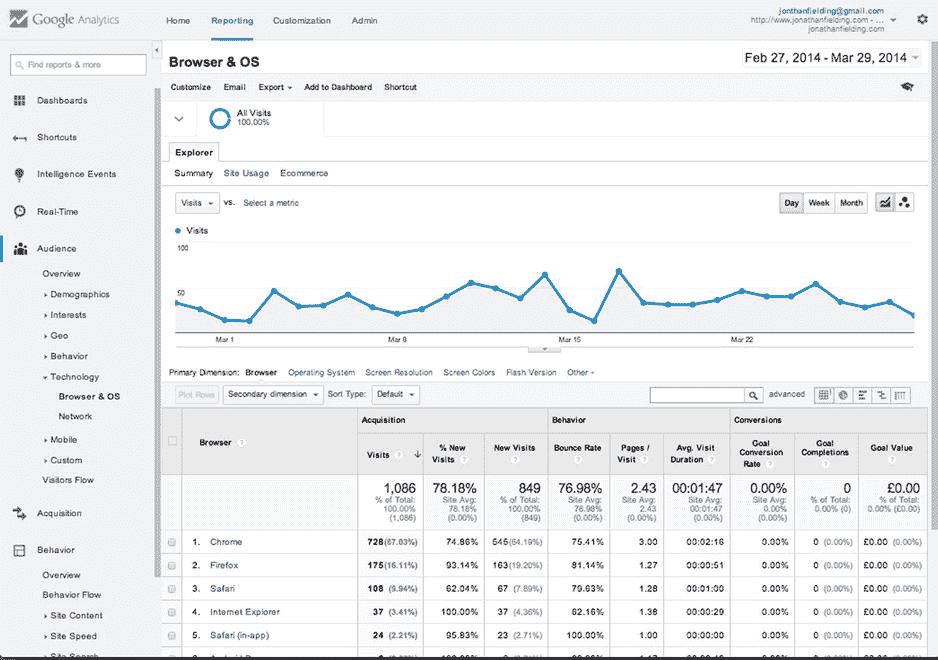 Google Analytics
Home Reporting Customization Admin
jonthanfielding@gmail.com
http://www.jonathanfielding.com - ...
jonathanfielding.com
Find reports & more
Dashboards
Shortcuts
Intelligence Events
Real-Time
Audience
Overview
Demographics
Interests
Geo
Behavior
Technology
Browser & OS
Network
Mobile
Custom
Visitors Flow
Acquisition
Behavior
Overview
Behavior Flow
Site Content
Site Speed
Site Search
Browser & OS
Feb 27, 2014 - Mar 29, 2014
Customize Email Export Add to Dashboard Shortcut
All Visits
100.00%
Explorer
Summary Site Usage Ecommerce
Visits vs. Select a metric
Day Week Month
Visits
100
50
Mar 1 Mar 8 Mar 15 Mar 22
Primary Dimension: Browser Operating System Screen Resolution Screen Colors Flash Version Other
Plot Rows Secondary dimension Sort Type: Default advanced
Browser Acquisition Behavior Conversions
Visits % New Visits New Visits Bounce Rate Pages / Visit Avg. Visit Duration Goal Conversion Rate Goal Completions Goal Value
1,086 78.18% 849 76.98% 2.43 00:01:47 0.00% 0 £0.00
% of Total: Site Avg: % of Total: Site Avg: Site Avg: Site Avg: Site Avg: % of Total: % of Total:
100.00% 78.18% 100.00% 76.98% 2.43 00:01:47 0.00% 0.00% (0) 0.00% (£0.00)
(1,086) (0.00%) (849) (0.00%) (0.00%) (0.00%) (0.00%)
1. Chrome 728(67.03%) 74.86% 545(64.19%) 75.41% 3.00 00:02:16 0.00% 0 (0.00%) £0.00 (0.00%)
2. Firefox 175(16.11%) 93.14% 163(19.20%) 81.14% 1.27 00:00:51 0.00% 0 (0.00%) £0.00 (0.00%)
3. Safari 108 (9.94%) 62.04% 67 (7.89%) 79.63% 1.28 00:01:00 0.00% 0 (0.00%) £0.00 (0.00%)
4. Internet Explorer 37 (3.41%) 100.00% 37 (4.36%) 62.16% 1.38 00:00:29 0.00% 0 (0.00%) £0.00 (0.00%)
5. Safari (in-app) 24 (2.21%) 95.83% 23 (2.71%) 100.00% 1.00 00:00:00 0.00% 0 (0.00%) £0.00 (0.00%)